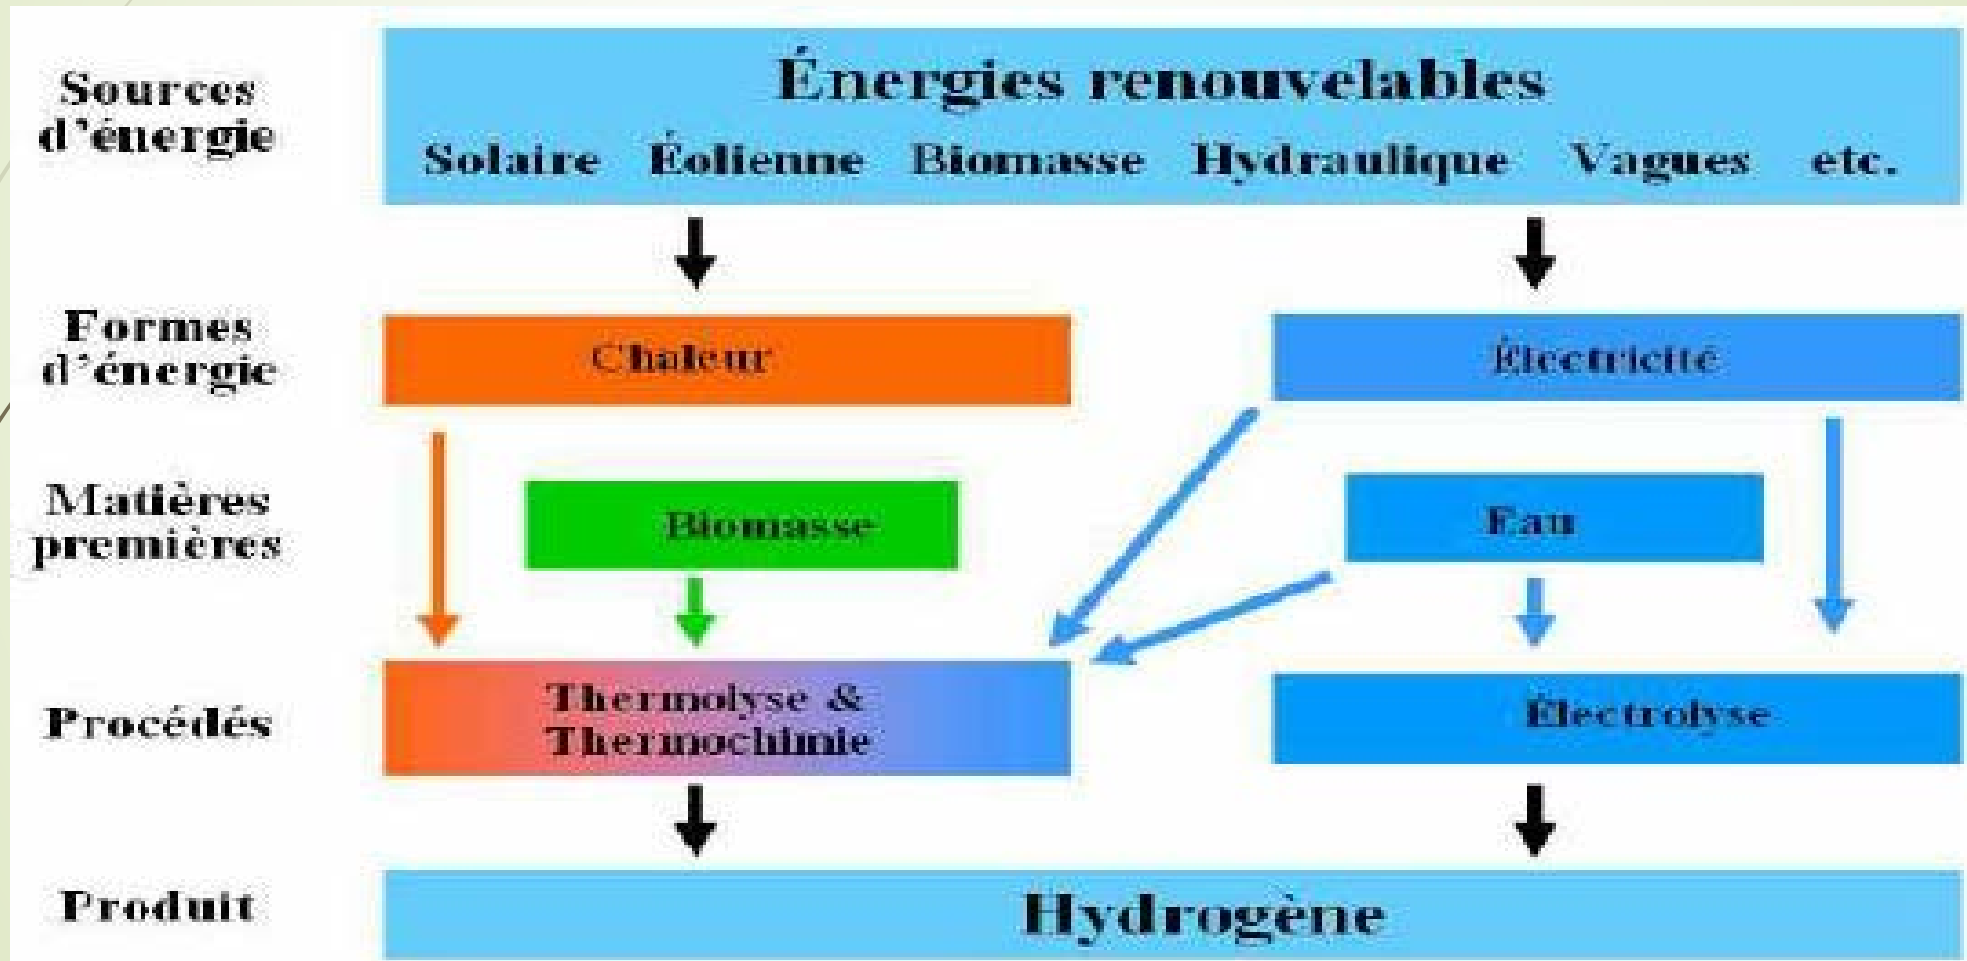 Sources
d'énergie
Énergies renouvelables
Solaire Éolienne Biomasse Hydraulique Vagues etc.
Formes
d'énergie
Chaleur
Électricité
Matières
premières
Biomasse
Eau
Procédés
Thermolyse &
Thermochimie
Électrolyse
Produit
Hydrogène